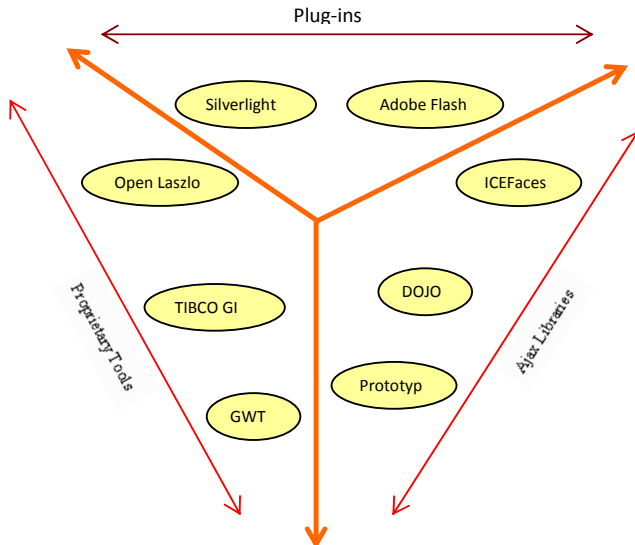 Plug-ins
Silverlight
Adobe Flash
Open Laszlo
ICEFaces
TIBCO GI
DOJO
Proprietary Tools
Ajax Libraries
Prototyp
GWT